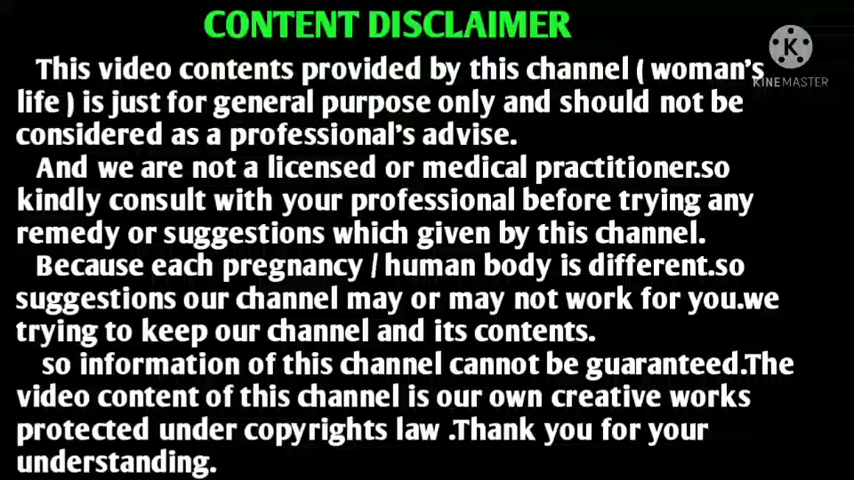 CONTENT DISCLAIMER
This video contents provided by this channel ( woman's
life ) is just for general purpose only and should not be
considered as a professional's advise.
And we are not a licensed or medical practitioner.so
kindly consult with your professional before trying any
remedy or suggestions which given by this channel.
Because each pregnancy / human body is different.so
suggestions our channel may or may not work for you.we
trying to keep our channel and its contents.
so information of this channel cannot be guaranteed.The
video content of this channel is our own creative works
protected under copyrights law .Thank you for your
understanding.
K
KINEMASTER